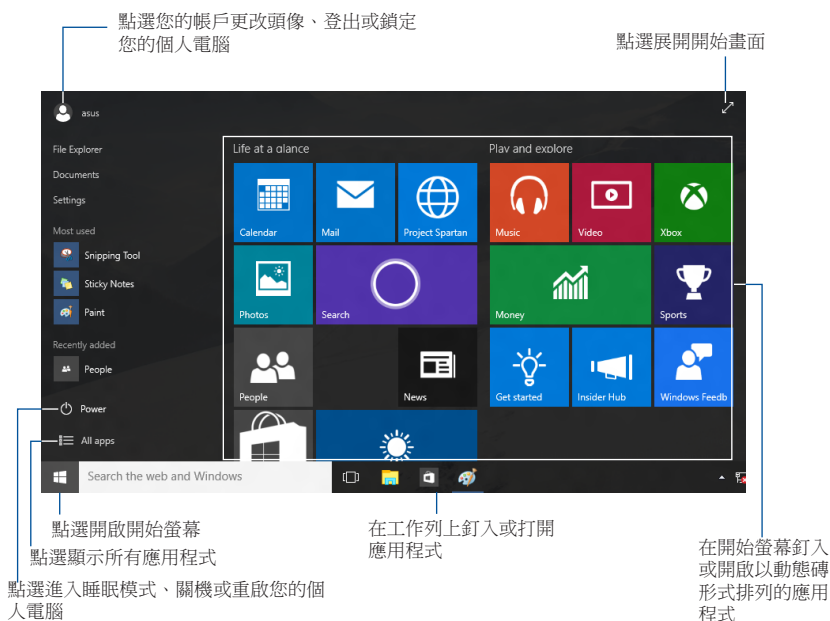 點選您的帳戶更改頭像、登出或鎖定
您的個人電腦
點選展開開始畫面
asus
File Explorer
Documents
Settings
Most used
Snipping Tool
Sticky Notes
Paint
Recently added
People
Power
All apps
Search the web and Windows
Life at a glance
Calendar
Mail
Project Spartan
Photos
Search
People
News
Play and explore
Music
Video
Xbox
Money
Sports
Get started
Insider Hub
Windows Feedb
點選開啟開始螢幕
點選顯示所有應用程式
點選進入睡眠模式、關機或重啟您的個
人電腦
在工作列上釘入或打開
應用程式
在開始螢幕釘入
或開啟以動態磚
形式排列的應用
程式